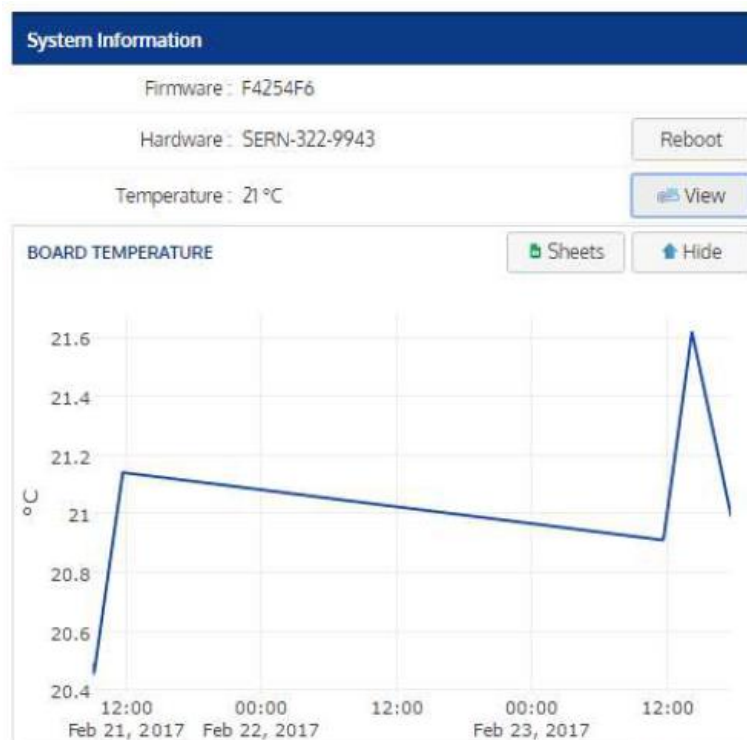 System Information
Firmware : F4254F6
Hardware : SERN-322-9943 Reboot
Temperature : 21 °C View
BOARD TEMPERATURE Sheets Hide
21.6
21.4
21.2
21
20.8
20.6
20.4
°C
12:00 00:00 12:00 00:00 12:00
Feb 21, 2017 Feb 22, 2017 Feb 23, 2017